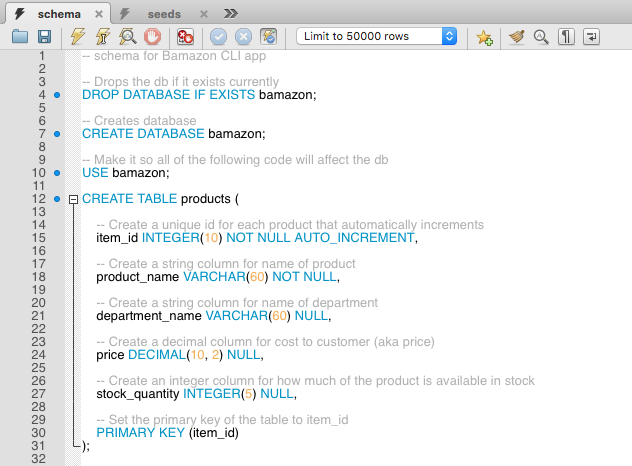 schema
seeds
Limit to 50000 rows
1 -- schema for Bamazon CLI app
2
3 -- Drops the db if it exists currently
4 DROP DATABASE IF EXISTS bamazon;
5
6 -- Creates database
7 CREATE DATABASE bamazon;
8
9 -- Make it so all of the following code will affect the db
10 USE bamazon;
11
12 CREATE TABLE products (
13
14 -- Create a unique id for each product that automatically increments
15 item_id INTEGER(10) NOT NULL AUTO_INCREMENT,
16
17 -- Create a string column for name of product
18 product_name VARCHAR(60) NOT NULL,
19
20 -- Create a string column for name of department
21 department_name VARCHAR(60) NULL,
22
23 -- Create a decimal column for cost to customer (aka price)
24 price DECIMAL(10, 2) NULL,
25
26 -- Create an integer column for how much of the product is available in stock
27 stock_quantity INTEGER(5) NULL,
28
29 -- Set the primary key of the table to item_id
30 PRIMARY KEY (item_id)
31 );
32